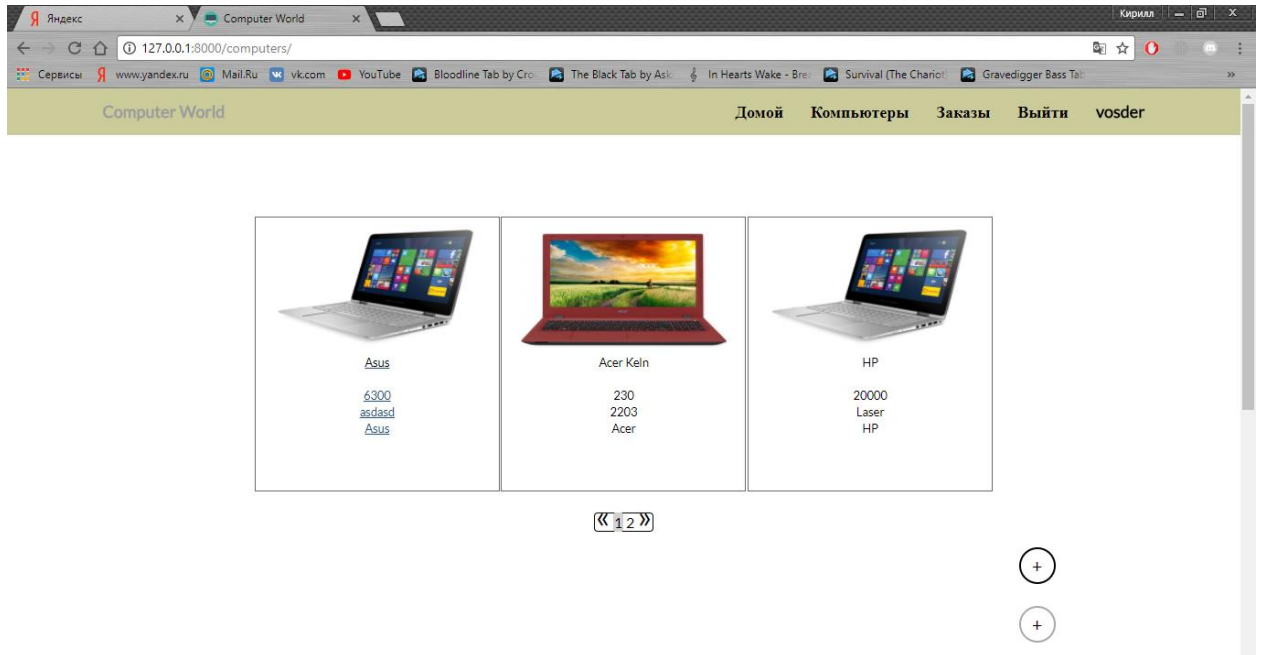 Яндекс Computer World Кирилл
127.0.0.1:8000/computers/
Сервисы www.yandex.ru Mail.Ru vk.com YouTube Bloodline Tab by Cro The Black Tab by Ask In Hearts Wake - Bre Survival (The Chariot Gravedigger Bass Tab »
Computer World Домой Компьютеры Заказы Выйти vosder
Asus Acer Keln HP
6300 230 20000
asdasd 2203 Laser
Asus Acer HP
« 1 2 »
+
+